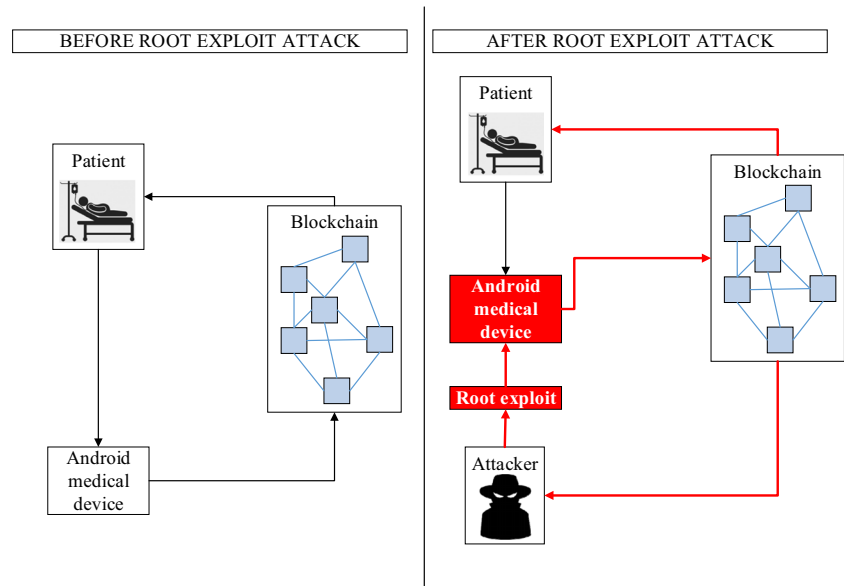 BEFORE ROOT EXPLOIT ATTACK
Patient
Blockchain
Android
medical
device
AFTER ROOT EXPLOIT ATTACK
Patient
Blockchain
Android
medical
device
Root exploit
Attacker